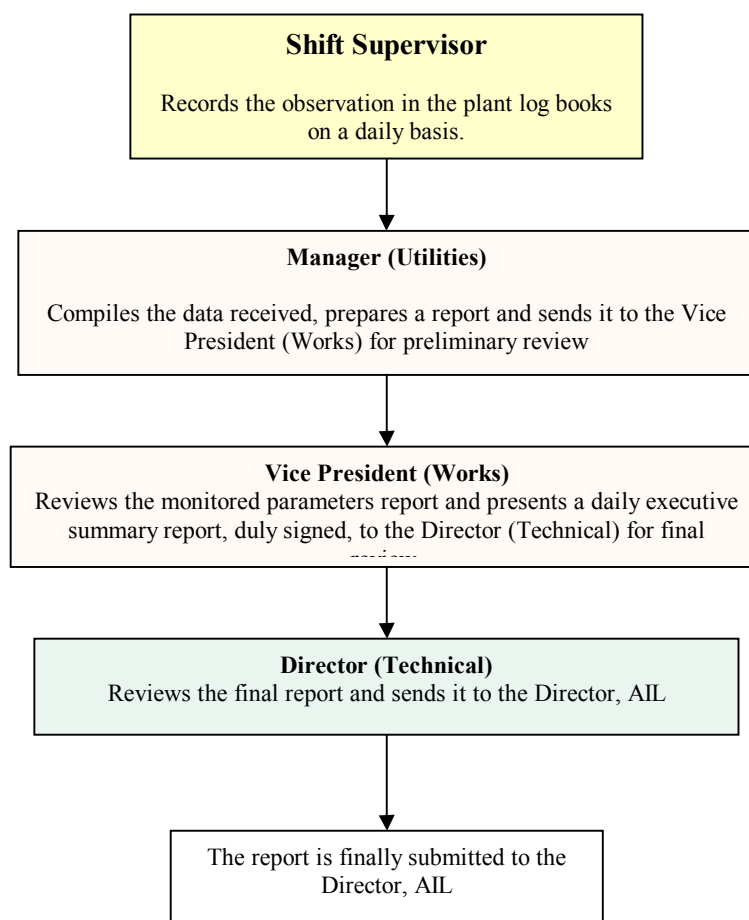 Shift Supervisor
Records the observation in the plant log books
on a daily basis.
Manager (Utilities)
Compiles the data received, prepares a report and sends it to the Vice
President (Works) for preliminary review
Vice President (Works)
Reviews the monitored parameters report and presents a daily executive
summary report, duly signed, to the Director (Technical) for final
review
Director (Technical)
Reviews the final report and sends it to the Director, AIL
The report is finally submitted to the
Director, AIL